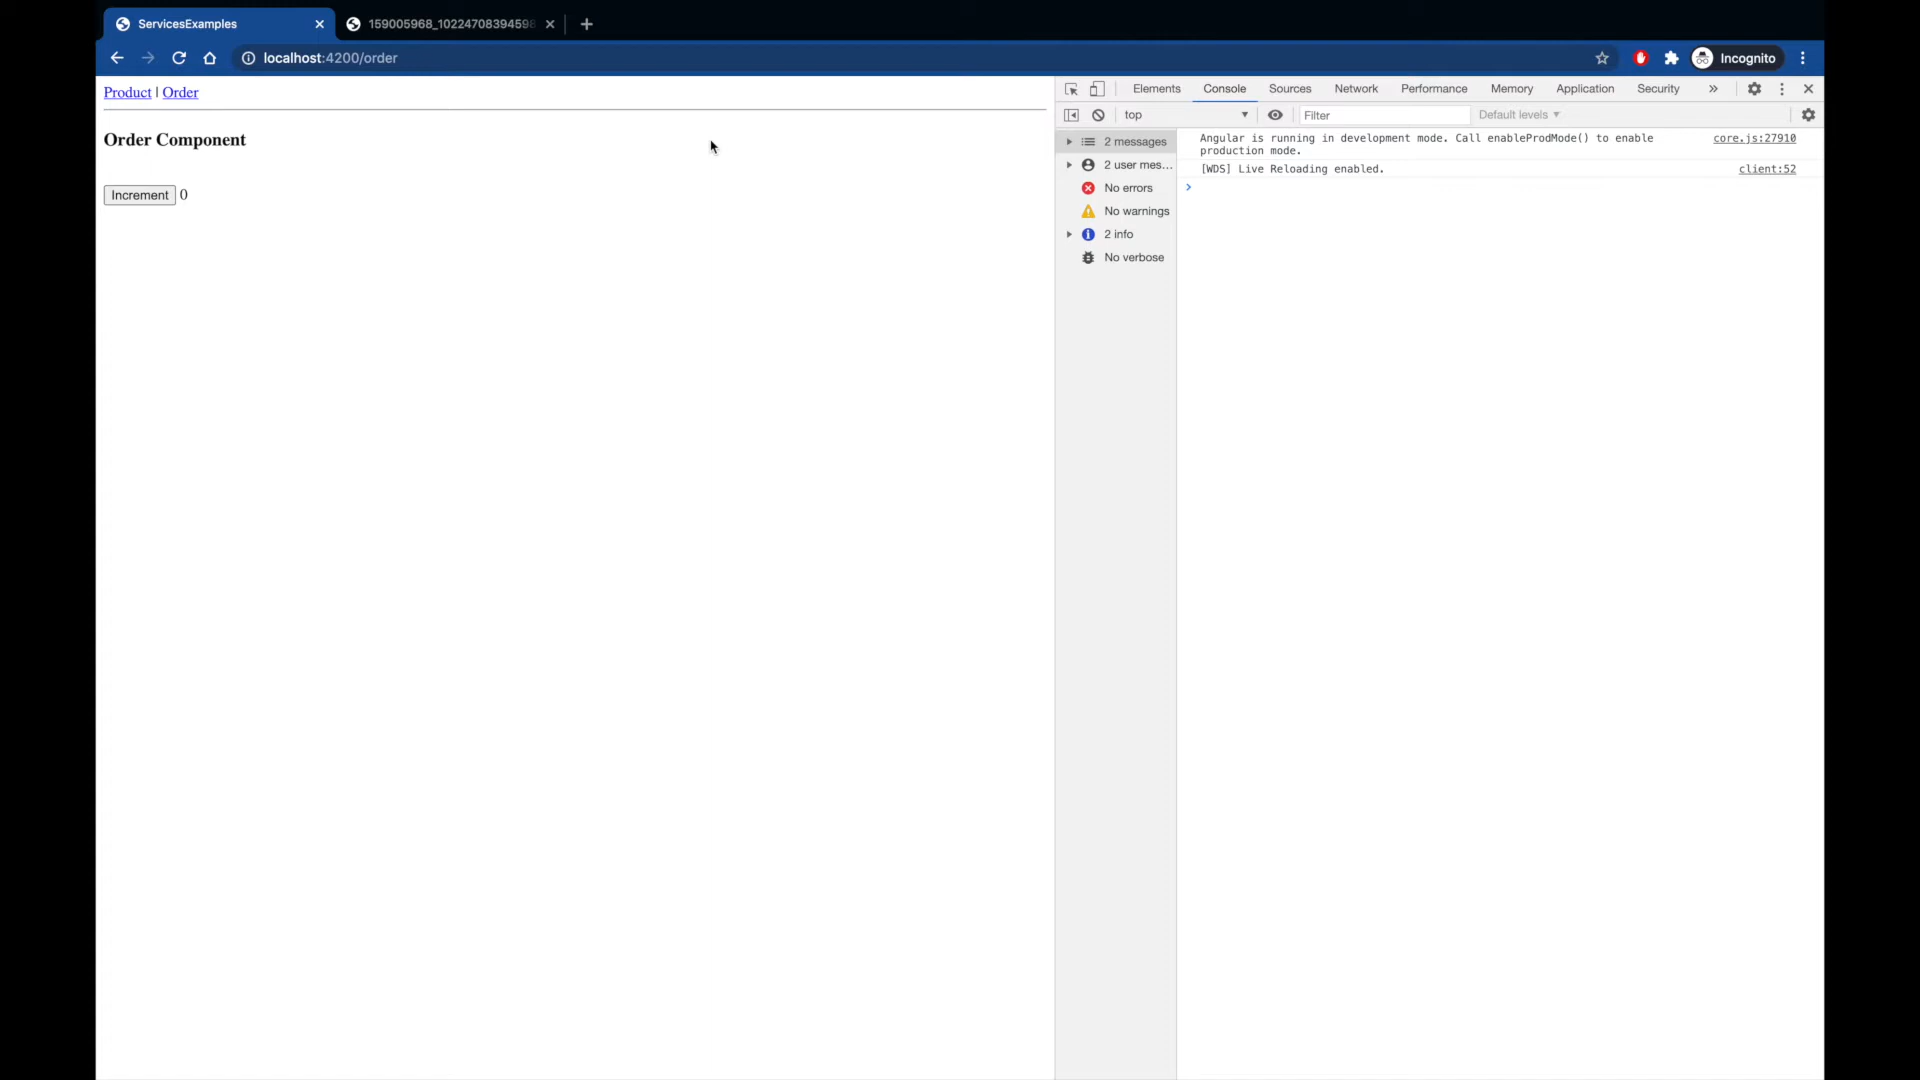 ServicesExamples
159005968_10224708394598
localhost:4200/order
Incognito
Product | Order
Order Component
Increment 0
Elements Console Sources Network Performance Memory Application Security
top Filter Default levels
2 messages
2 user mes...
No errors
No warnings
2 info
No verbose
Angular is running in development mode. Call enableProdMode() to enable core.js:27910
production mode.
[WDS] Live Reloading enabled. client:52